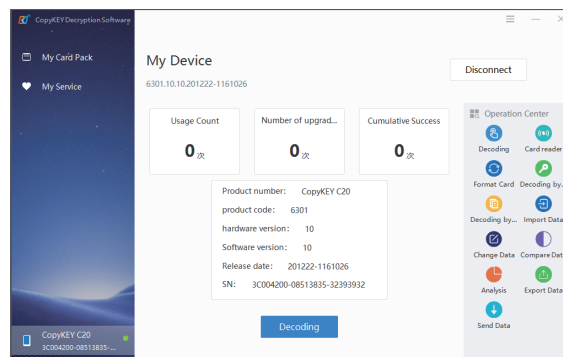 CopyKEY Decryption Software
My Card Pack
My Service
My Device
6301.10.10.201222-1161026
Disconnect
Usage Count
0 次
Number of upgrad...
0 次
Cumulative Success
0 次
Product number: CopyKEY C20
product code: 6301
hardware version: 10
Software version: 10
Release date: 201222-1161026
SN: 3C004200-08513835-32393932
Decoding
Operation Center
Decoding Card reader
Format Card Decoding by.
Decoding by... Import Data
Change Data Compare Dat
Analysis Export Data
Send Data
CopyKEY C20
3C004200-08513835-...